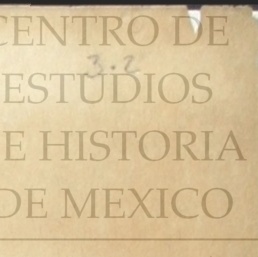 CENTRO DE
3.2
ESTUDIOS
E HISTORIA
DE MEXICO